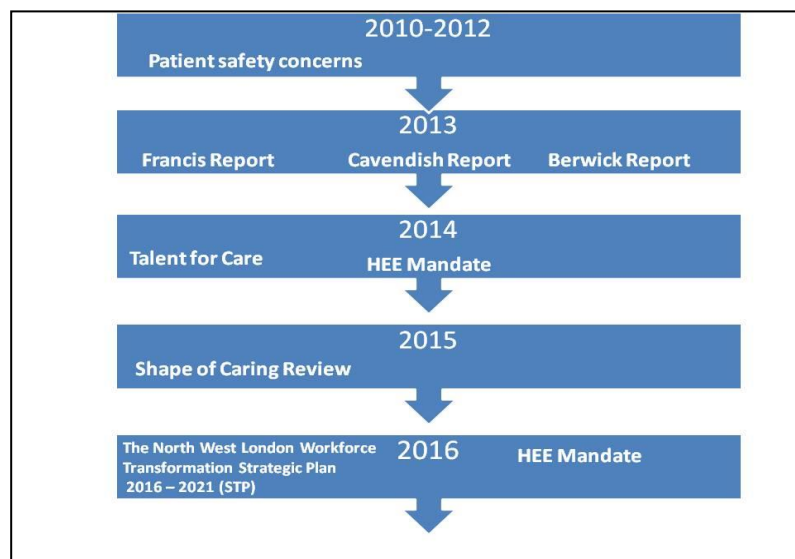 2010-2012
Patient safety concerns
2013
Francis Report Cavendish Report Berwick Report
2014
Talent for Care HEE Mandate
2015
Shape of Caring Review
The North West London Workforce
Transformation Strategic Plan
2016 – 2021 (STP)
2016 HEE Mandate